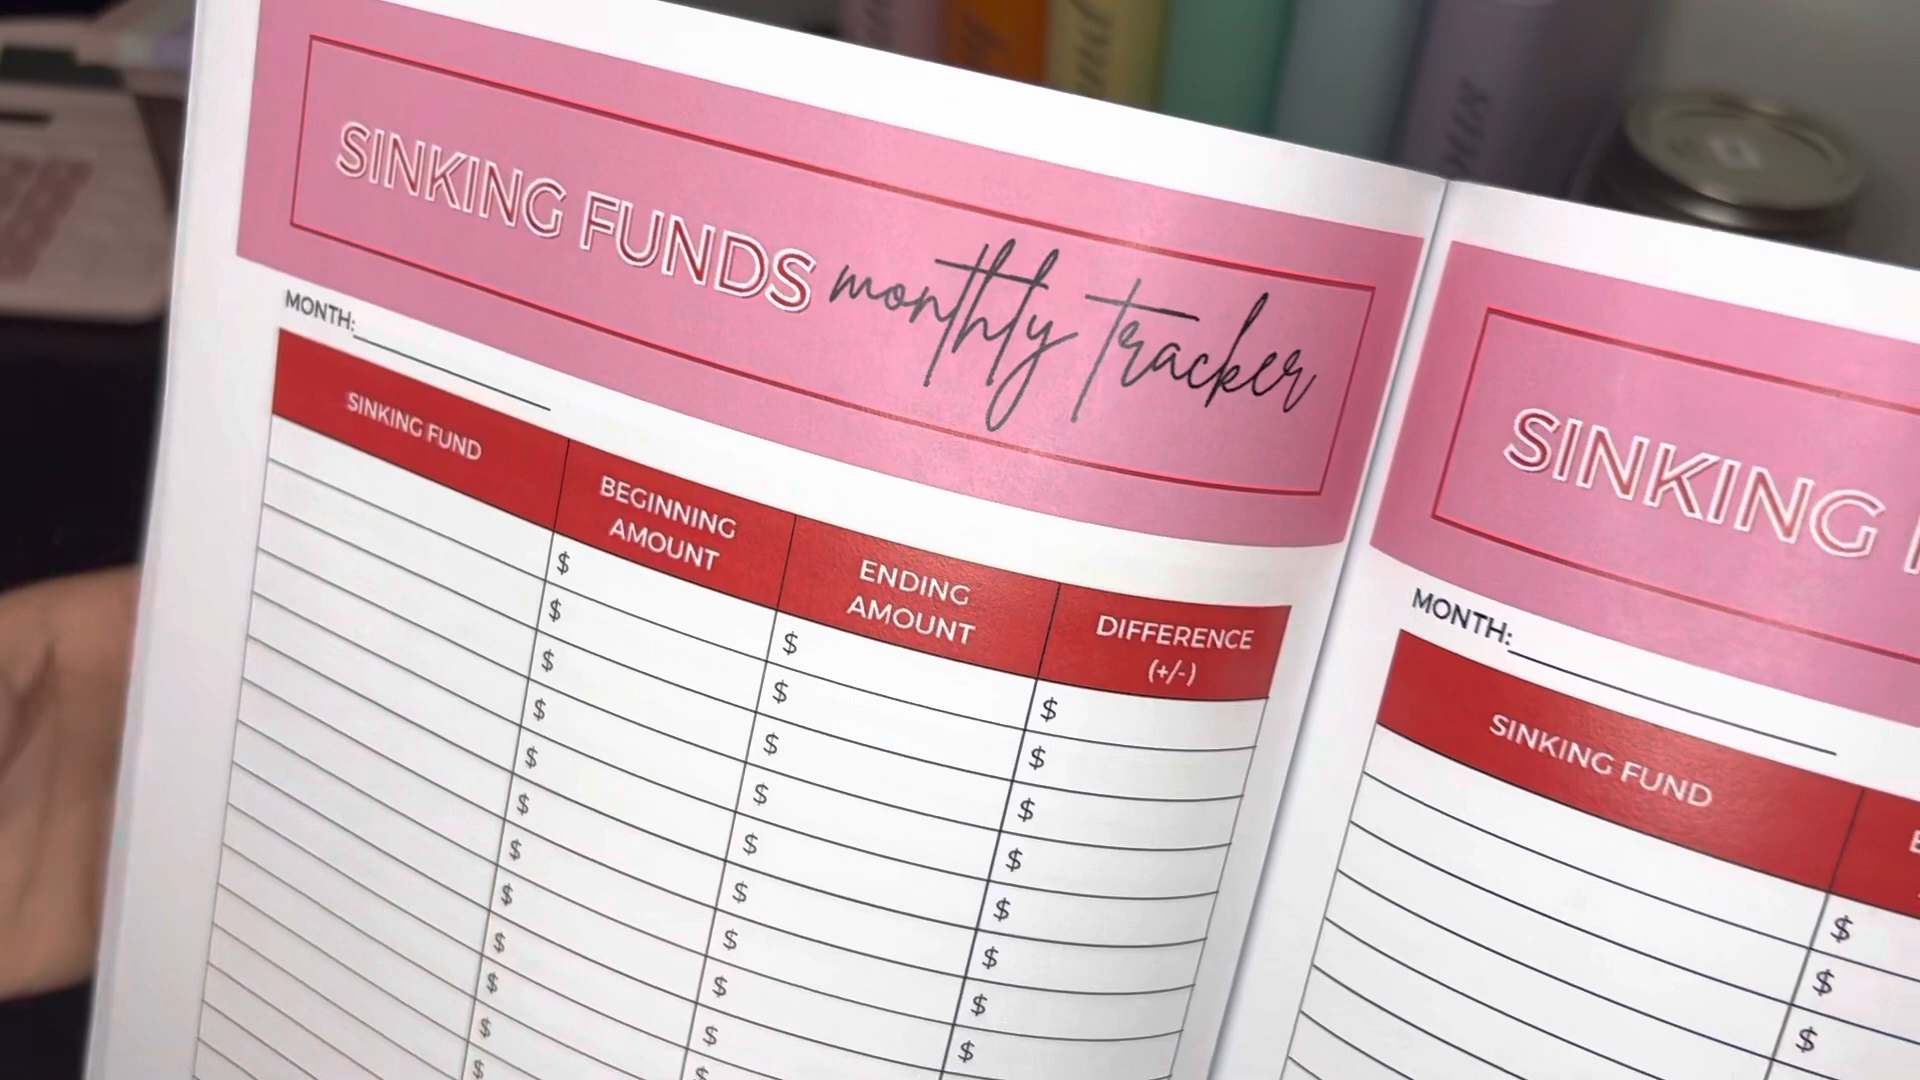 SINKING FUNDS monthly tracker
MONTH:
SINKING FUND
BEGINNING
AMOUNT
ENDING
AMOUNT
DIFFERENCE
(+/-)
$ $ $
$ $ $
$ $ $
$ $ $
$ $ $
$ $ $
$ $ $
$ $ $
$ $
$ $
$
$
SINKING
MONTH:
SINKING FUND
$
$
$